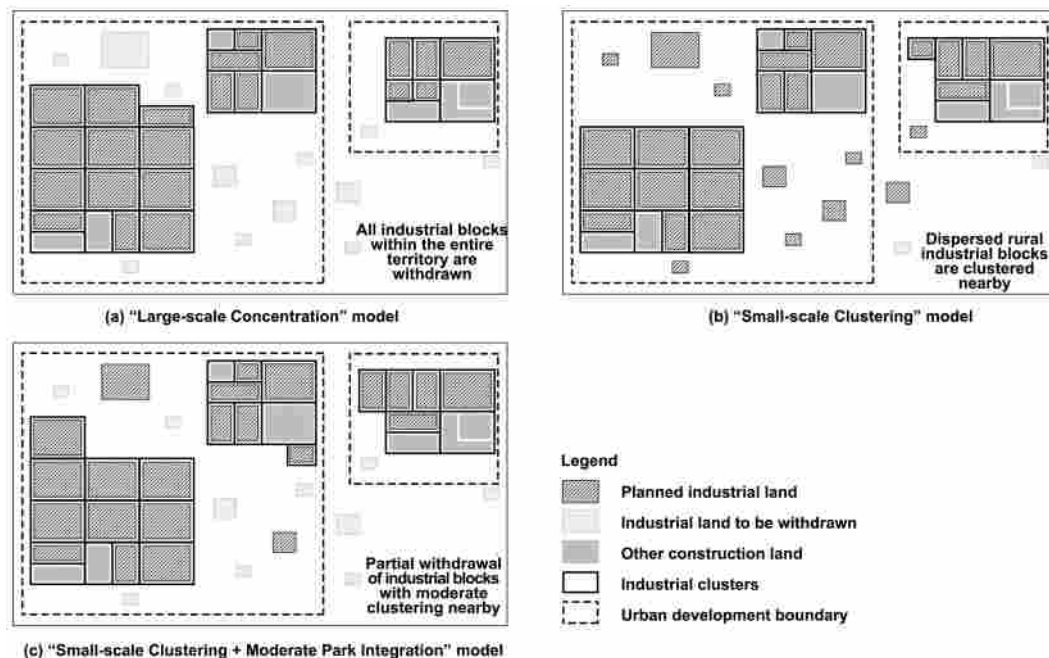 All industrial blocks
within the entire
territory are
withdrawn
(a) “Large-scale Concentration” model
Dispersed rural
industrial blocks
are clustered
nearby
(b) “Small-scale Clustering” model
Partial withdrawal
of industrial blocks
with moderate
clustering nearby
(c) “Small-scale Clustering + Moderate Park Integration” model
Legend
Planned industrial land
Industrial land to be withdrawn
Other construction land
Industrial clusters
Urban development boundary